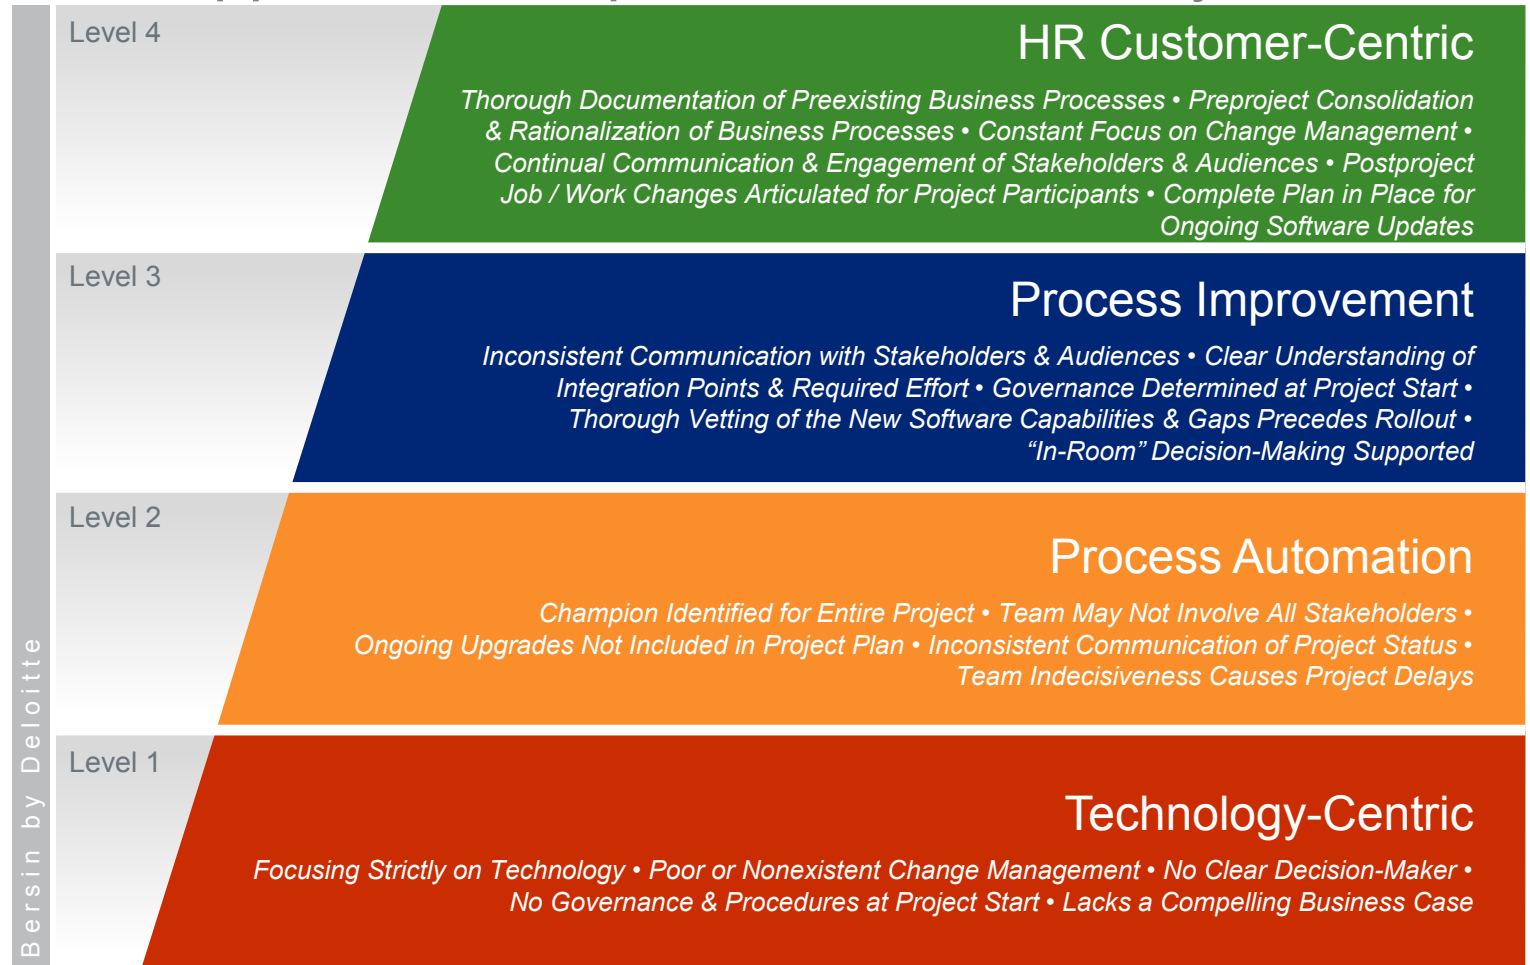 Level 4
HR Customer-Centric
Thorough Documentation of Preexisting Business Processes • Preproject Consolidation
& Rationalization of Business Processes • Constant Focus on Change Management •
Continual Communication & Engagement of Stakeholders & Audiences • Postproject
Job / Work Changes Articulated for Project Participants • Complete Plan in Place for
Ongoing Software Updates
Level 3
Process Improvement
Inconsistent Communication with Stakeholders & Audiences • Clear Understanding of
Integration Points & Required Effort • Governance Determined at Project Start •
Thorough Vetting of the New Software Capabilities & Gaps Precedes Rollout •
“In-Room” Decision-Making Supported
Level 2
Process Automation
Champion Identified for Entire Project • Team May Not Involve All Stakeholders •
Ongoing Upgrades Not Included in Project Plan • Inconsistent Communication of Project Status •
Team Indecisiveness Causes Project Delays
Level 1
Technology-Centric
Focusing Strictly on Technology • Poor or Nonexistent Change Management • No Clear Decision-Maker •
No Governance & Procedures at Project Start • Lacks a Compelling Business Case
Bersin by Deloitte